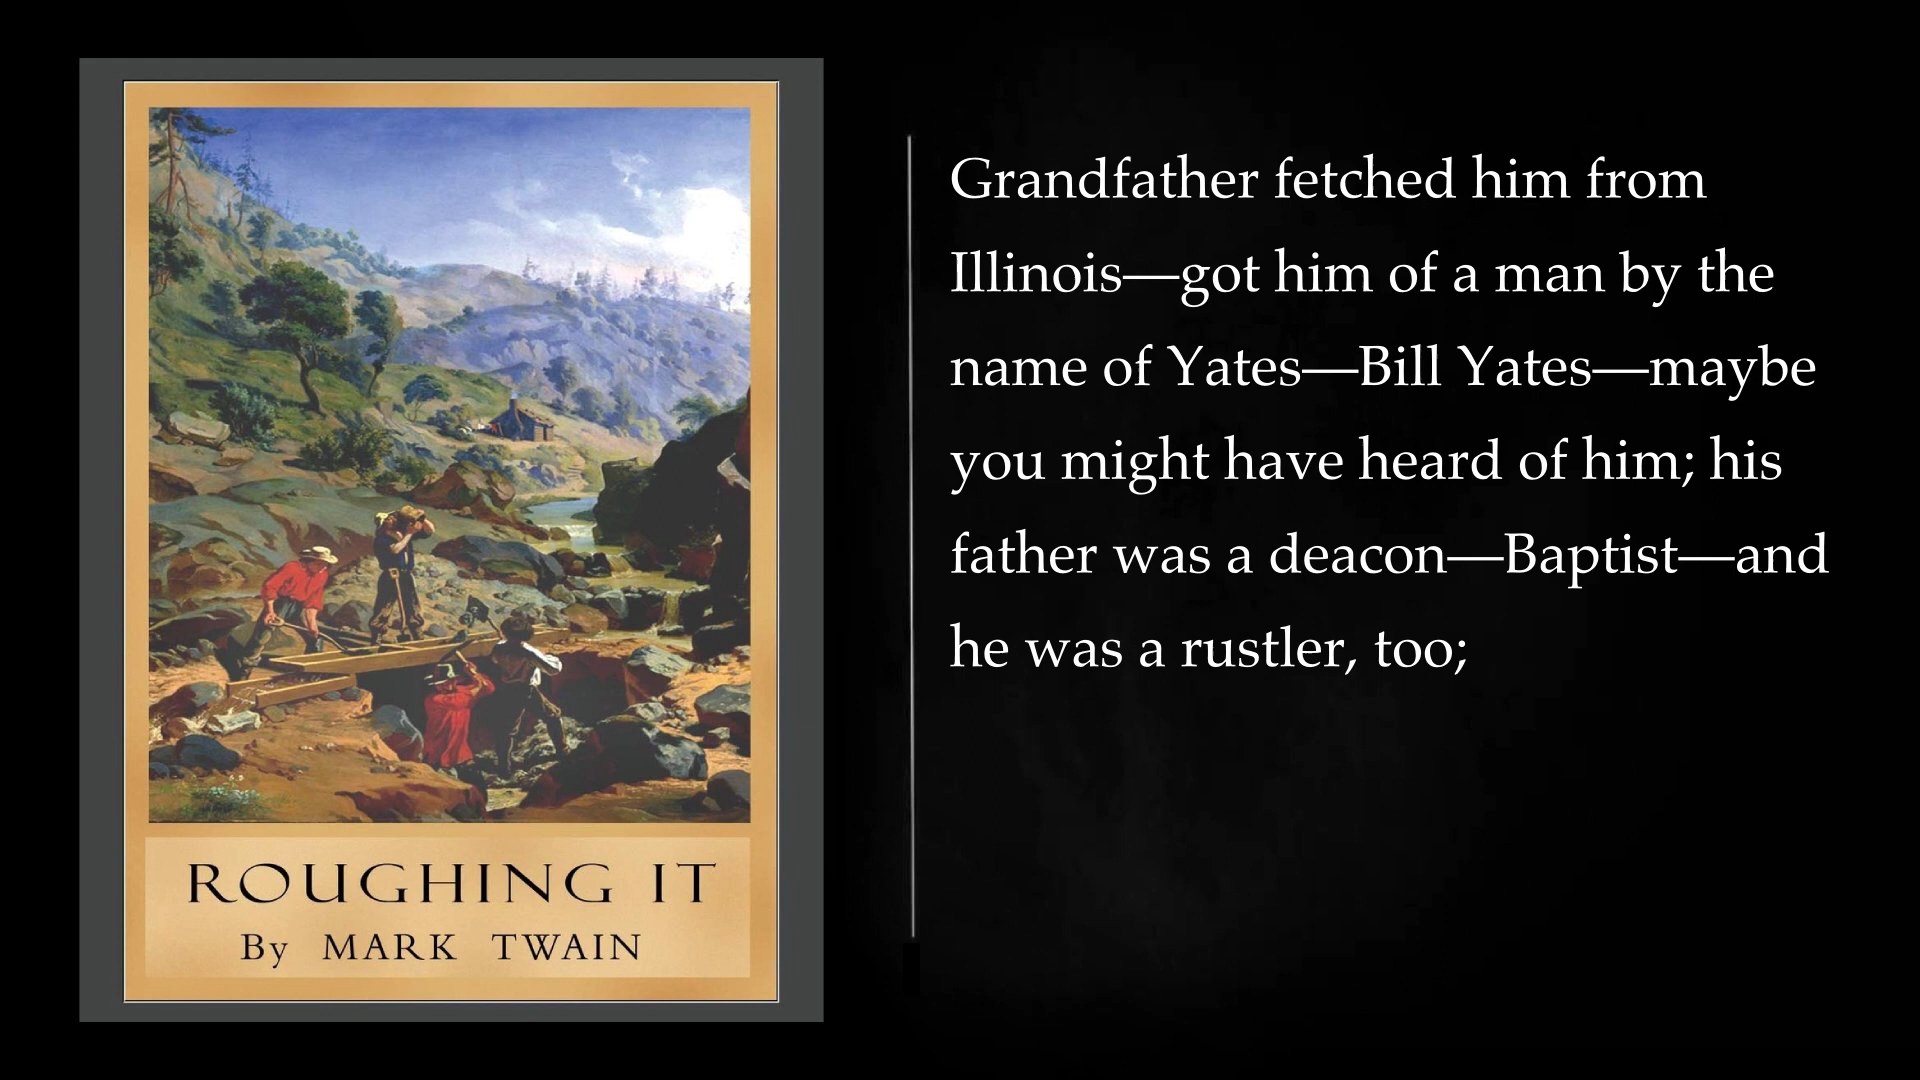 ROUGHING IT
By MARK TWAIN
Grandfather fetched him from
Illinois—got him of a man by the
name of Yates—Bill Yates—maybe
you might have heard of him; his
father was a deacon—Baptist—and
he was a rustler, too;